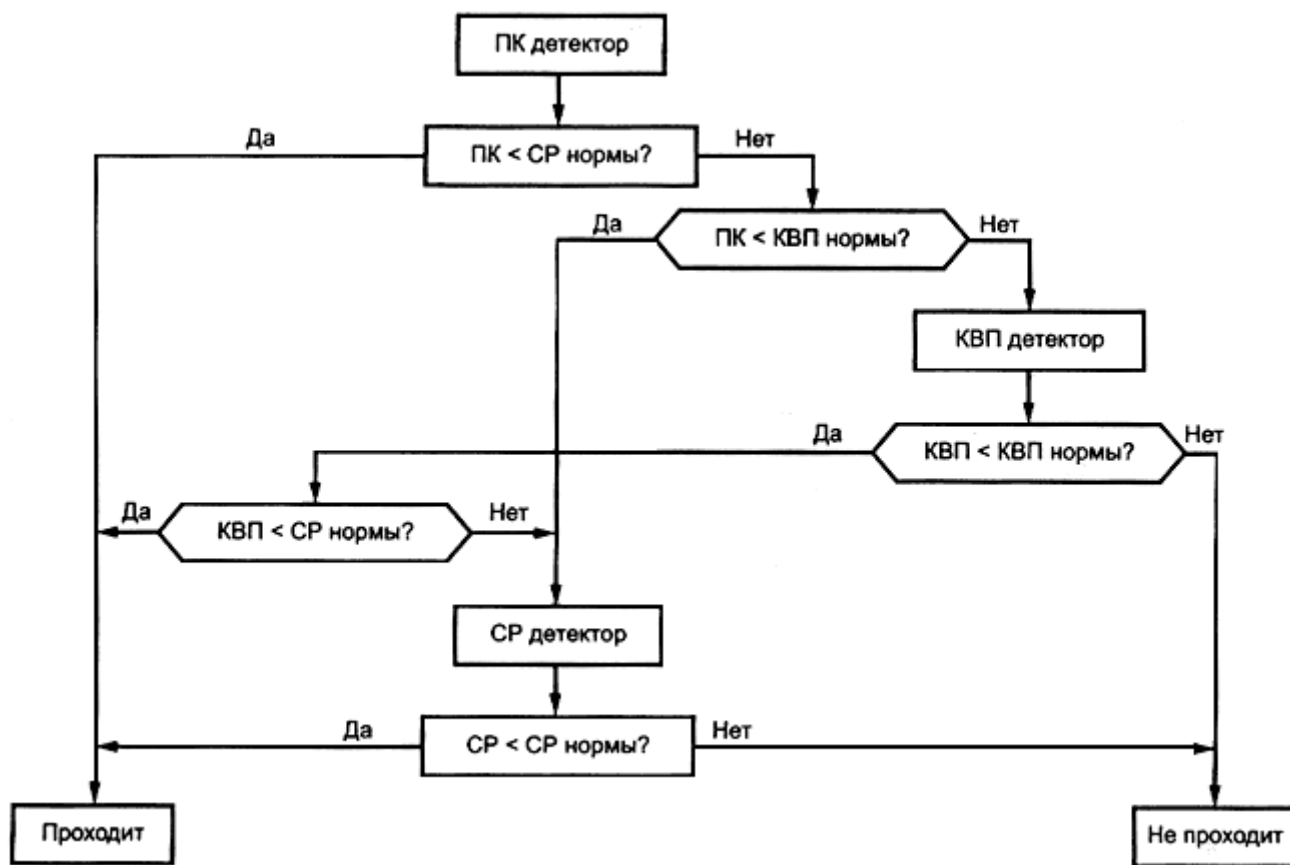 ПК детектор
Да
ПК < СР нормы?
Нет
Да
ПК < КВП нормы?
Нет
КВП детектор
Да
КВП < КВП нормы?
Нет
Да
КВП < СР нормы?
Нет
СР детектор
Да
СР < СР нормы?
Нет
Проходит
Не проходит